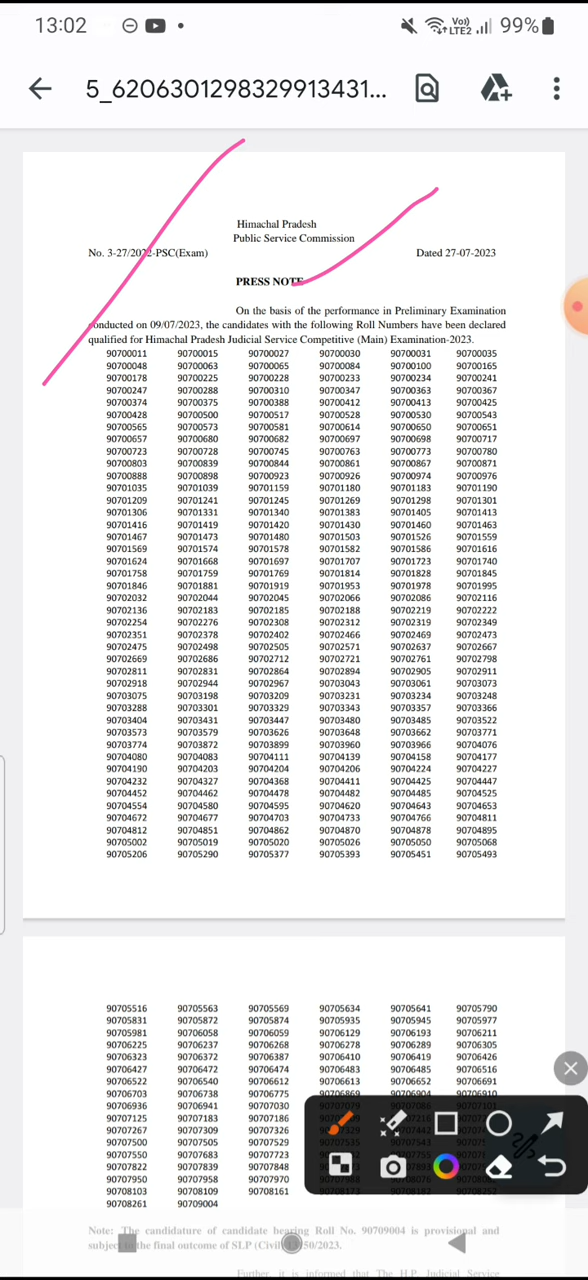 13:02
Vo)) LTE2 99%
5_6206301298329913431...
Himachal Pradesh
Public Service Commission
No. 3-27/2022-PSC(Exam) Dated 27-07-2023
PRESS NOTE
On the basis of the performance in Preliminary Examination
conducted on 09/07/2023, the candidates with the following Roll Numbers have been declared
qualified for Himachal Pradesh Judicial Service Competitive (Main) Examination-2023.
90700011 90700015 90700027 90700030 90700031 90700035
90700048 90700063 90700065 90700084 90700100 90700165
90700178 90700225 90700228 90700233 90700234 90700241
90700247 90700288 90700310 90700347 90700363 90700367
90700374 90700375 90700388 90700412 90700413 90700425
90700428 90700500 90700517 90700528 90700530 90700543
90700565 90700573 90700581 90700614 90700650 90700651
90700657 90700680 90700682 90700697 90700698 90700717
90700723 90700728 90700745 90700763 90700773 90700780
90700803 90700839 90700844 90700861 90700867 90700871
90700888 90700898 90700923 90700926 90700974 90700976
90701035 90701039 90701159 90701180 90701183 90701190
90701209 90701241 90701245 90701269 90701298 90701301
90701306 90701331 90701340 90701383 90701405 90701413
90701416 90701419 90701420 90701430 90701460 90701463
90701467 90701473 90701480 90701503 90701526 90701559
90701569 90701574 90701578 90701582 90701586 90701616
90701624 90701668 90701697 90701707 90701723 90701740
90701758 90701759 90701769 90701814 90701828 90701845
90701846 90701881 90701919 90701953 90701978 90701995
90702032 90702044 90702045 90702066 90702086 90702116
90702136 90702183 90702185 90702188 90702219 90702222
90702254 90702276 90702308 90702312 90702319 90702349
90702351 90702378 90702402 90702466 90702469 90702473
90702475 90702498 90702505 90702571 90702637 90702667
90702669 90702686 90702712 90702721 90702761 90702798
90702811 90702831 90702864 90702894 90702905 90702911
90702918 90702944 90702967 90703043 90703061 90703073
90703075 90703198 90703209 90703231 90703234 90703248
90703288 90703301 90703329 90703343 90703357 90703366
90703404 90703431 90703447 90703480 90703485 90703522
90703573 90703579 90703626 90703648 90703662 90703771
90703774 90703872 90703899 90703960 90703966 90704076
90704080 90704083 90704111 90704139 90704158 90704177
90704190 90704203 90704204 90704206 90704224 90704227
90704232 90704327 90704368 90704411 90704425 90704447
90704452 90704462 90704478 90704482 90704485 90704525
90704554 90704580 90704595 90704620 90704643 90704653
90704672 90704677 90704703 90704733 90704766 90704811
90704812 90704851 90704862 90704870 90704878 90704895
90705002 90705019 90705020 90705026 90705050 90705068
90705206 90705290 90705377 90705393 90705451 90705493
90705516 90705563 90705569 90705634 90705641 90705790
90705831 90705872 90705874 90705935 90705945 90705977
90705981 90706058 90706059 90706129 90706193 90706211
90706225 90706237 90706268 90706278 90706289 90706305
90706323 90706372 90706387 90706410 90706419 90706426
90706427 90706472 90706474 90706483 90706485 90706516
90706522 90706540 90706612 90706613 90706652 90706691
90706703 90706738 90706775 90706869 90706904 90706910
90706936 90706941 90707030
90707125 90707183 90707186
90707267 90707309 90707326
90707500 90707505 90707529
90707550 90707683 90707723
90707822 90707839 90707848
90707950 90707958 90707970
90708103 90708109 90708161
90708261 90709004
Note: The candidature of candidate bearing Roll No. 90709004 is provisional and
subject the final outcome of SLP (Civil) 50/2023.
Further, it is informed that The H.P. Judicial Service